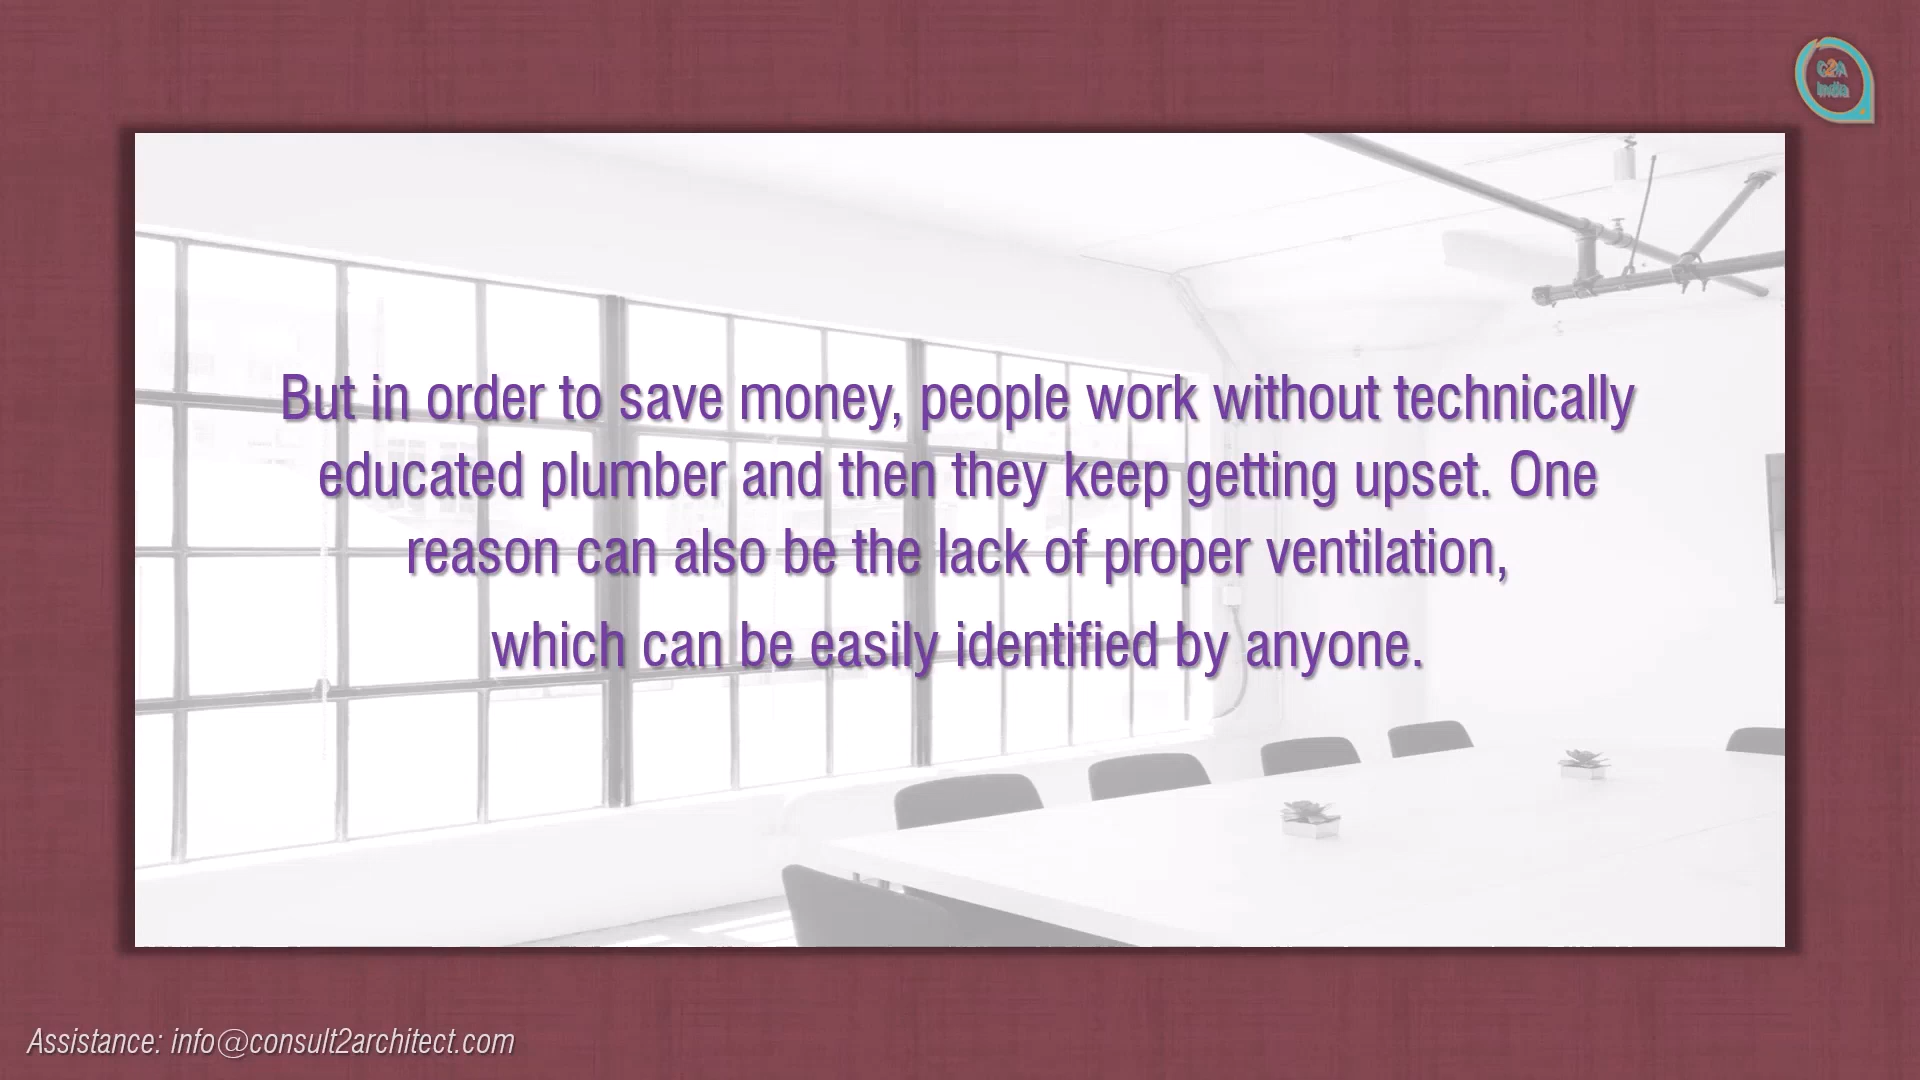 C2A
India
But in order to save money, people work without technically
educated plumber and then they keep getting upset. One
reason can also be the lack of proper ventilation,
which can be easily identified by anyone.
Assistance: info@consult2architect.com